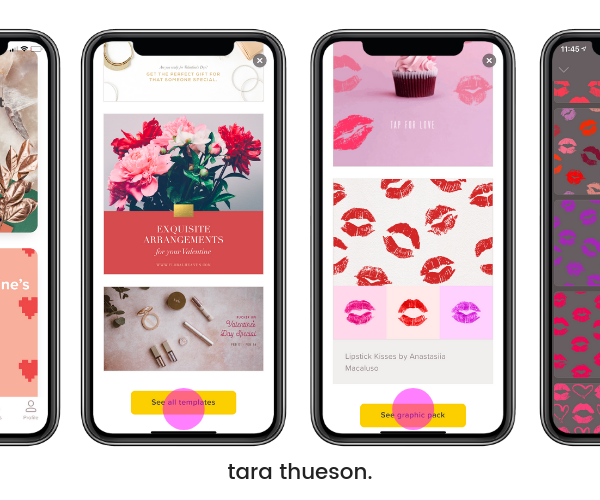 ne's
Profile
GET THE PERFECT GIFT FOR
THAT SOMEONE SPECIAL.
EXQUISITE
ARRANGEMENTS
for your Valentine
Valentine's
Day Special
See all templates
TAP FOR LOVE
Lipstick Kisses by Anastasiia
Macaluso
See graphic pack
11:45
tara thueson.